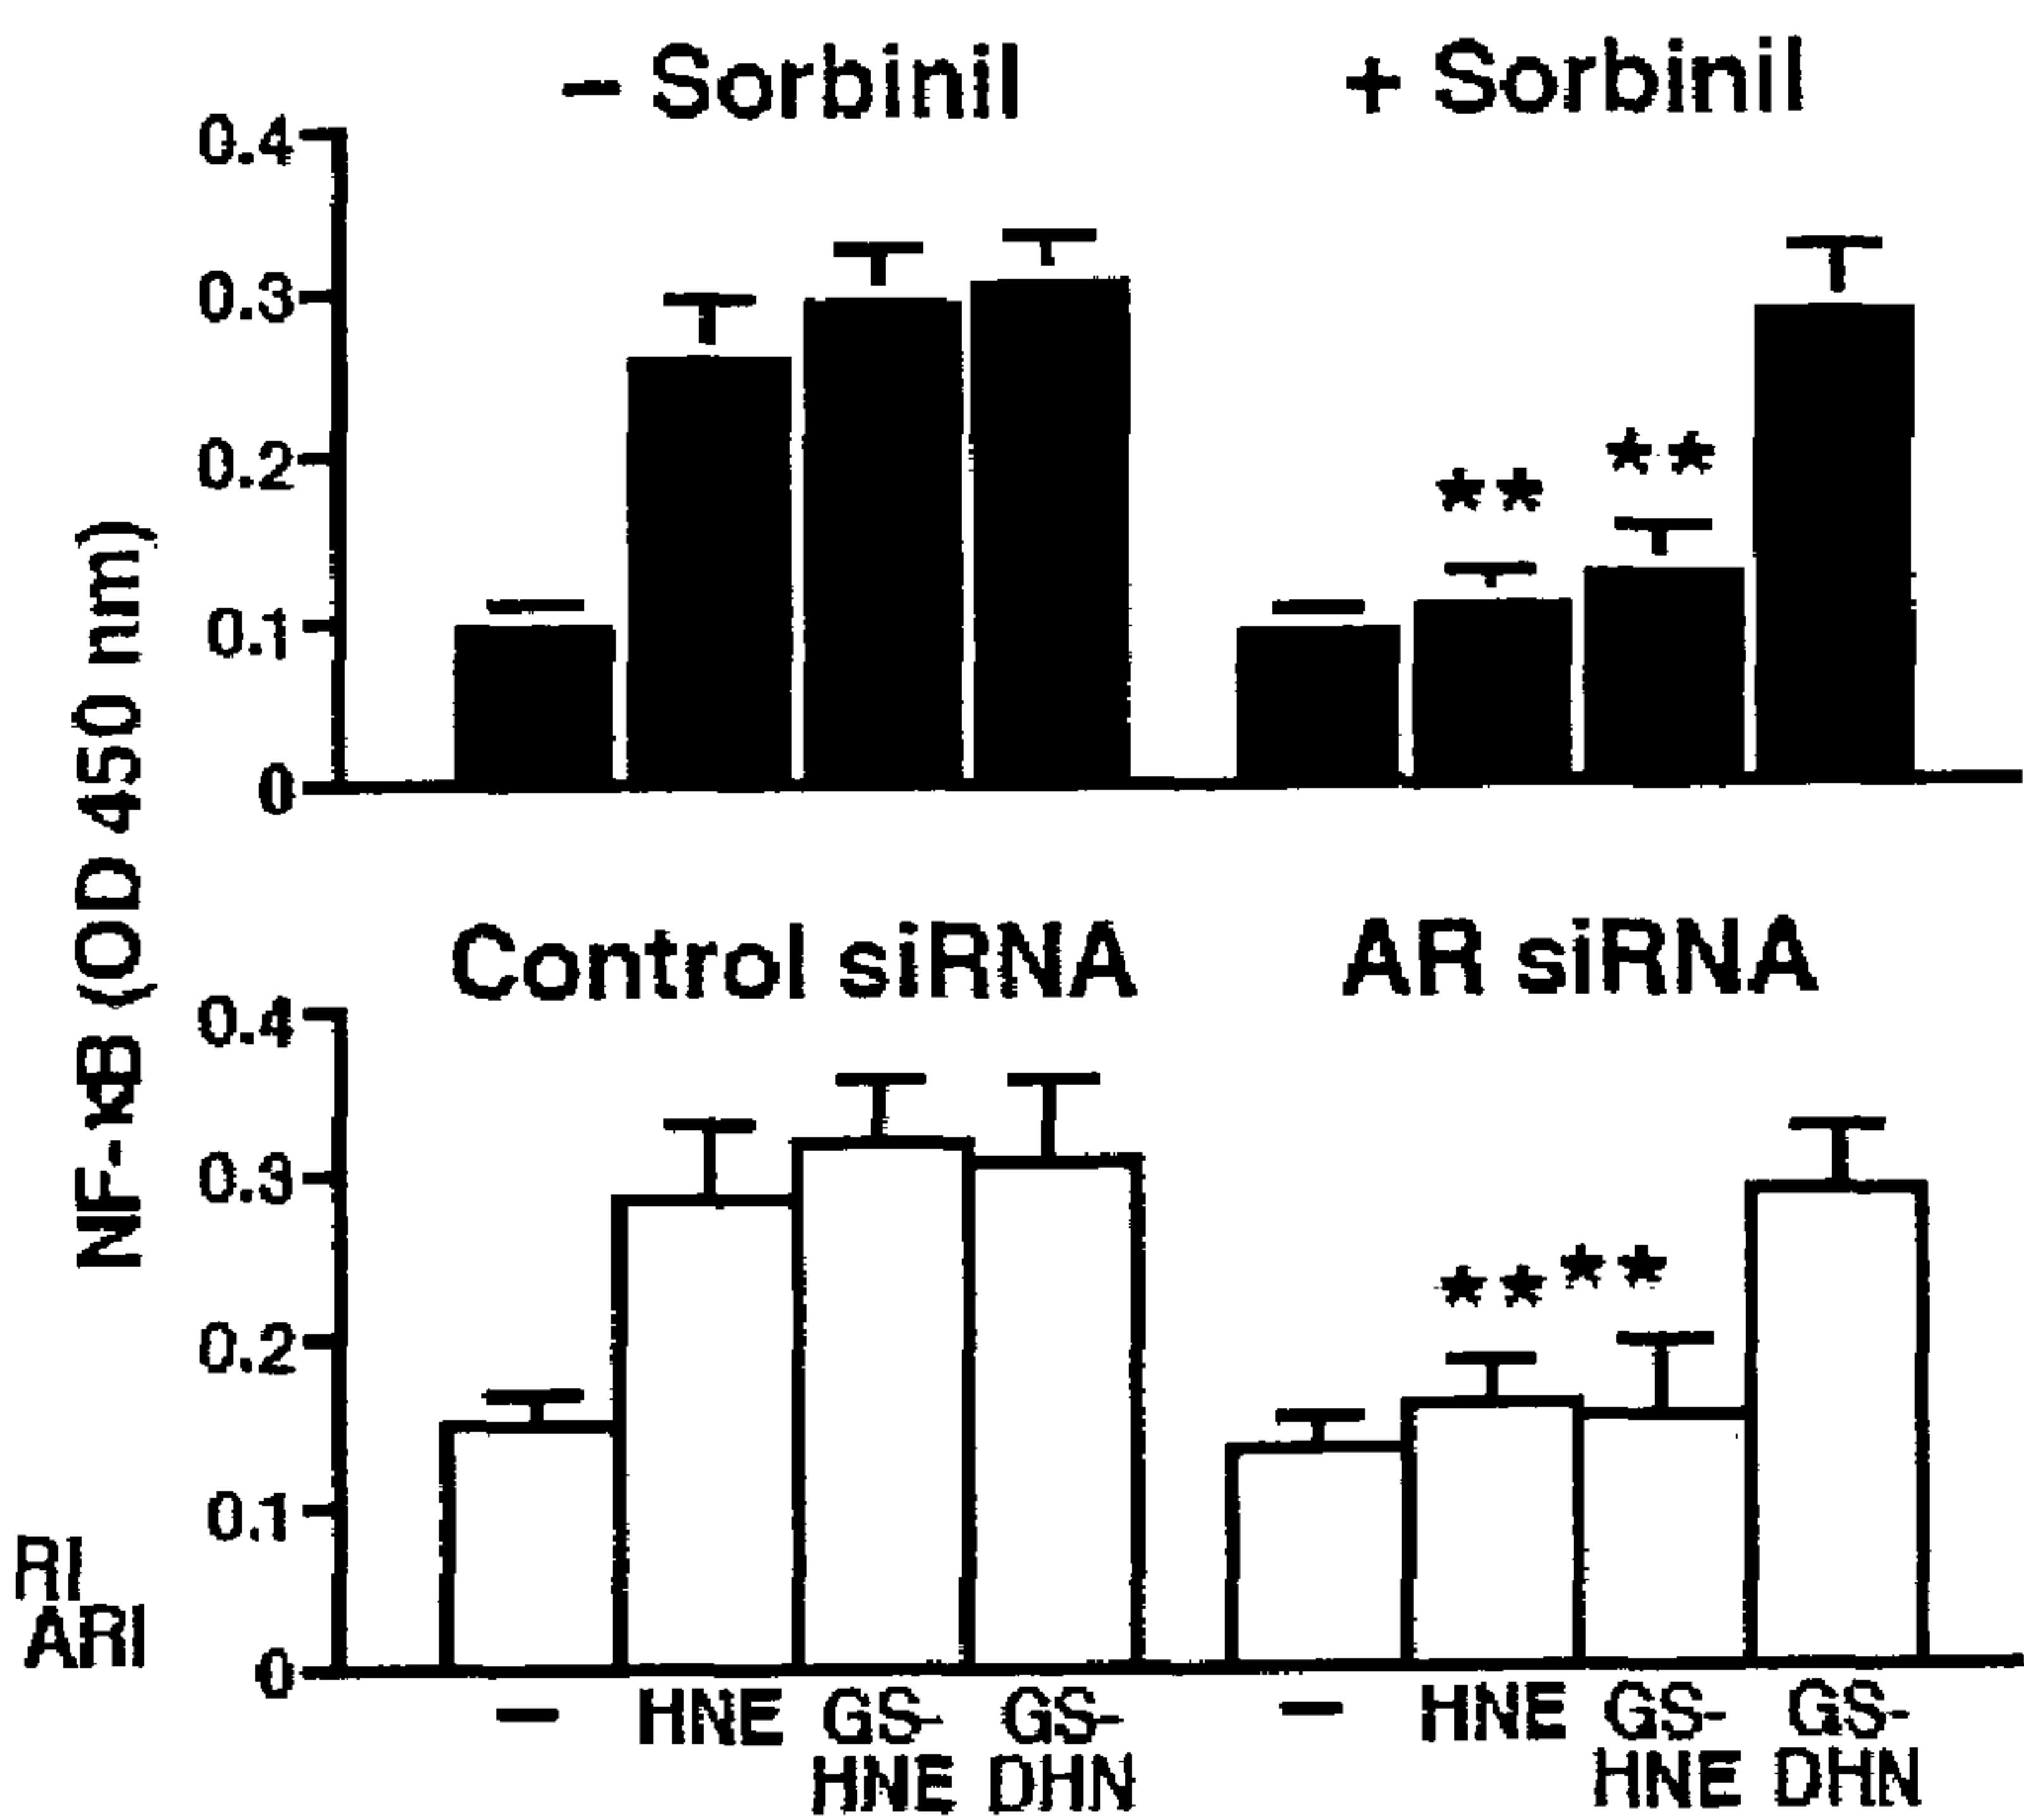 – Sorbinil + Sorbinil
0.4
0.3
0.2
0.1
0
** **
NF-κB (OD 450 nm)
Control siRNA AR siRNA
0.4
0.3
0.2
0.1
0
** **
RI
ARI
– HNE GS- GS- – HNE GS- GS-
HNE DHN HNE DHN